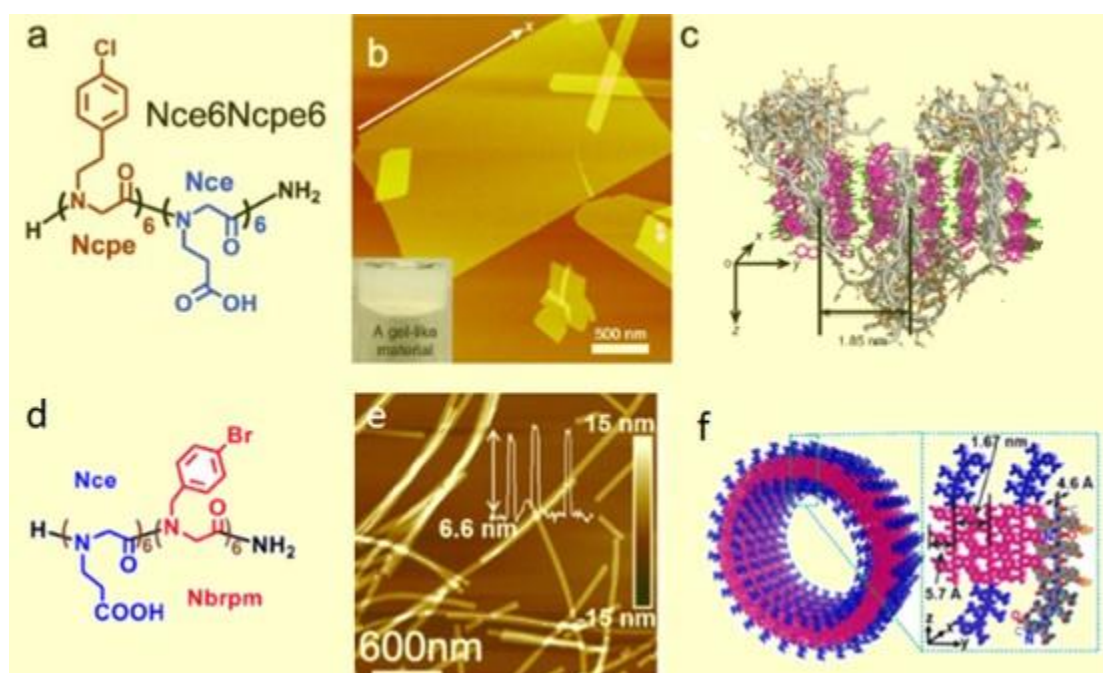 a
Cl
Nce6Ncpe6
O
Nce
NH2
N
H
6
N
6
Ncpe
O
O
OH
b
x
A gel-like
material
500 nm
c
x
o
y
z
1.85 nm
d
Br
Nce
O
H
N
6
N
6
NH2
O
COOH
Nbrpm
e
15 nm
6.6 nm
-15 nm
600nm
f
1.67 nm
4.6 Å
5.7 Å
z
x
y